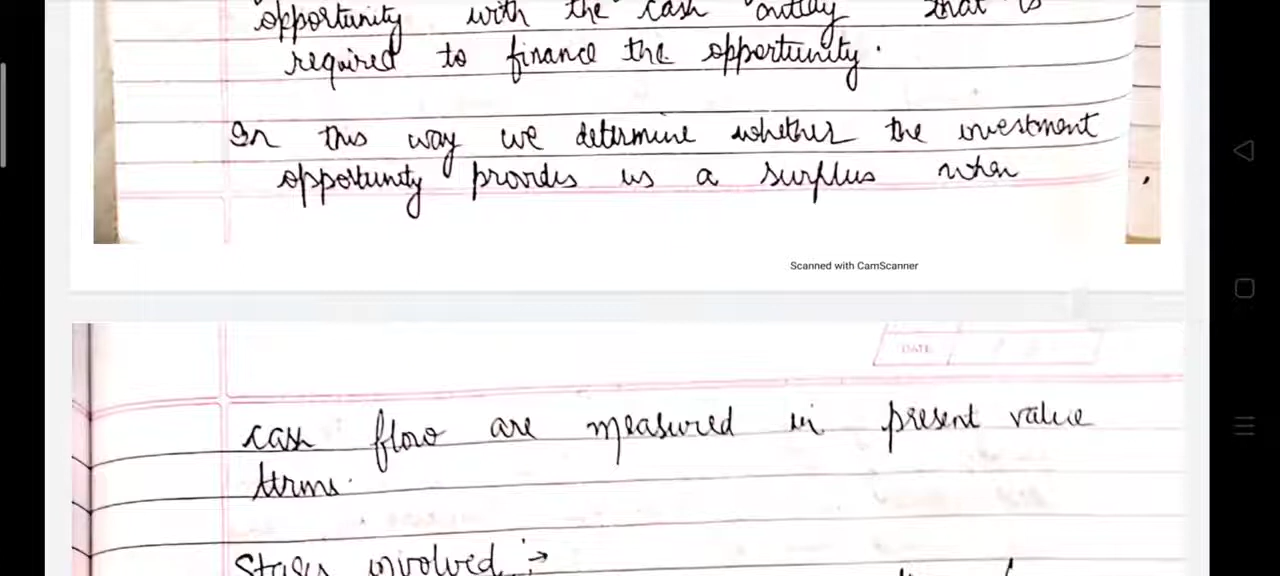 opportunity with the cash outlay that is
required to finance the opportunity.
In this way we determine whether the investment
opportunity provides us a surplus when
Scanned with CamScanner
DATE
cash flow are measured in present value
terms.
Stages involved :→